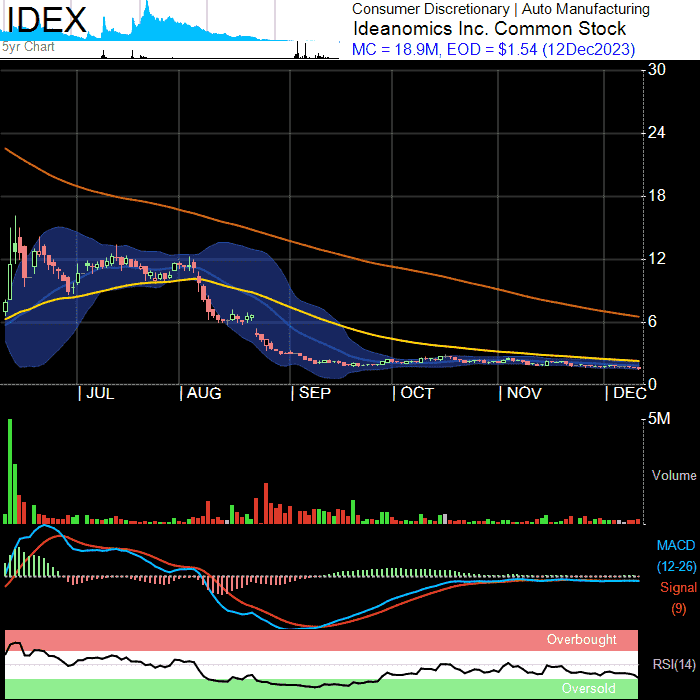 IDEX
5yr Chart
Consumer Discretionary | Auto Manufacturing
Ideanomics Inc. Common Stock
MC = 18.9M, EOD = $1.54 (12Dec2023)
30
24
18
12
6
0
| JUL | AUG | SEP | OCT | NOV | DEC
5M
Volume
MACD
(12-26)
Signal
(9)
Overbought
RSI(14)
Oversold